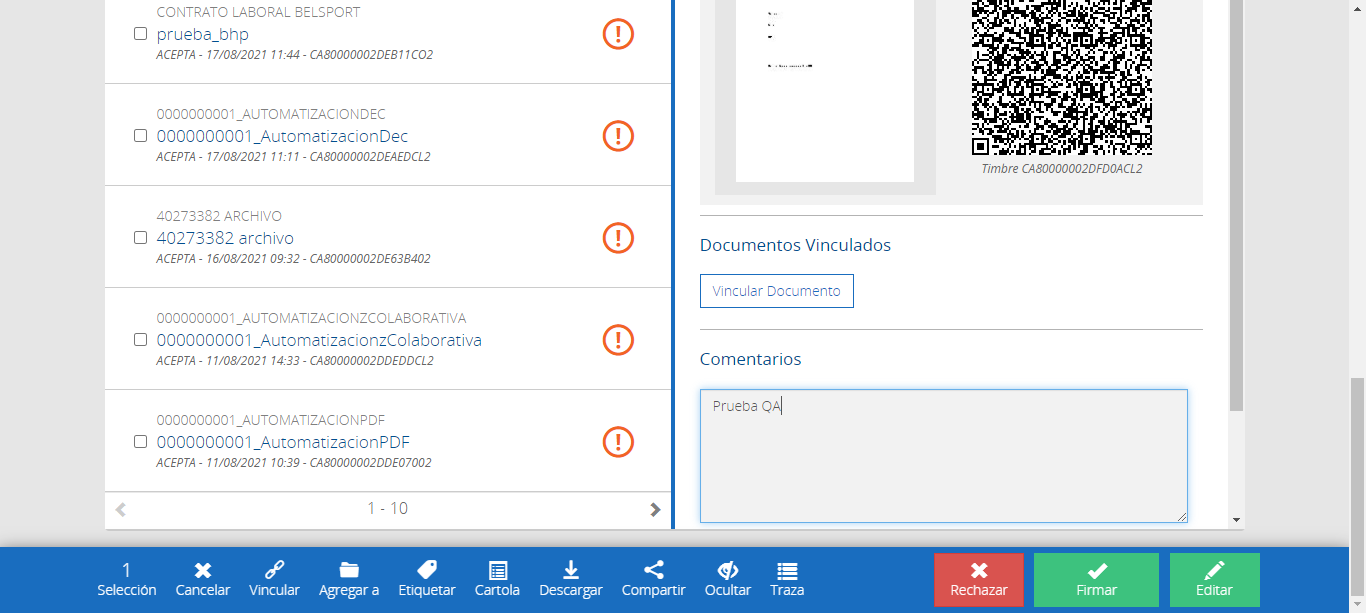 CONTRATO LABORAL BELSPORT
prueba_bhp
ACEPTA - 17/08/2021 11:44 - CA80000002DEB11CO2
0000000001_AUTOMATIZACIONDEC
0000000001_AutomatizacionDec
ACEPTA - 17/08/2021 11:11 - CA80000002DEAEDCL2
40273382 ARCHIVO
40273382 archivo
ACEPTA - 16/08/2021 09:32 - CA80000002DE63B402
0000000001_AUTOMATIZACIONZCOLABORATIVA
0000000001_AutomatizacionzColaborativa
ACEPTA - 11/08/2021 14:33 - CA80000002DDEDDCL2
0000000001_AUTOMATIZACIONPDF
0000000001_AutomatizacionPDF
ACEPTA - 11/08/2021 10:39 - CA80000002DDE07002
1 - 10
Timbre CA80000002DFD0ACL2
Documentos Vinculados
Vincular Documento
Comentarios
Prueba QA
1
Selección
Cancelar
Vincular
Agregar a
Etiquetar
Cartola
Descargar
Compartir
Ocultar
Traza
Rechazar
Firmar
Editar